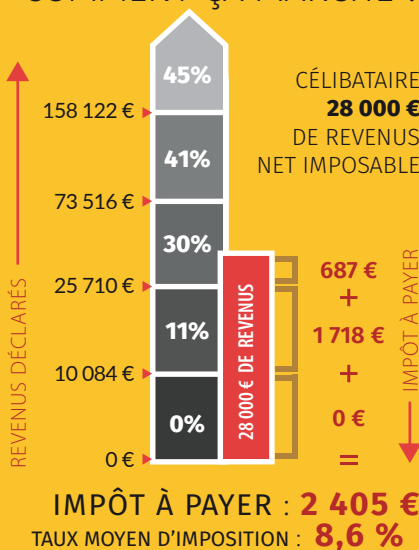 45%
158 122 €
41%
73 516 €
30%
25 710 €
11%
10 084 €
0%
0 €
REVENUS DÉCLARÉS
28 000 € DE REVENUS
CÉLIBATAIRE
28 000 €
DE REVENUS
NET IMPOSABLE
687 €
+
1 718 €
+
0 €
=
IMPÔT À PAYER
IMPÔT À PAYER : 2 405 €
TAUX MOYEN D'IMPOSITION : 8,6 %